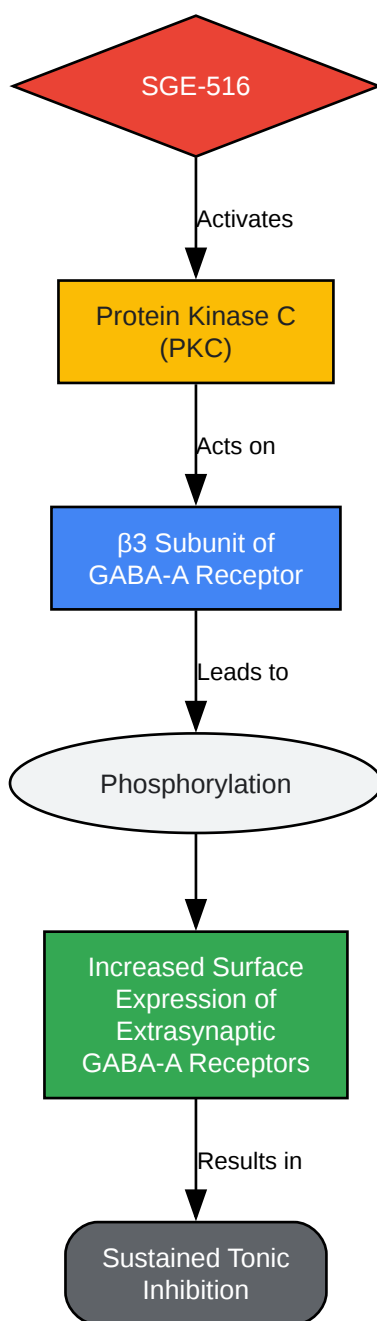 SGE-516
Activates
Protein Kinase C
(PKC)
Acts on
β3 Subunit of
GABA-A Receptor
Leads to
Phosphorylation
Increased Surface
Expression of
Extrasynaptic
GABA-A Receptors
Results in
Sustained Tonic
Inhibition